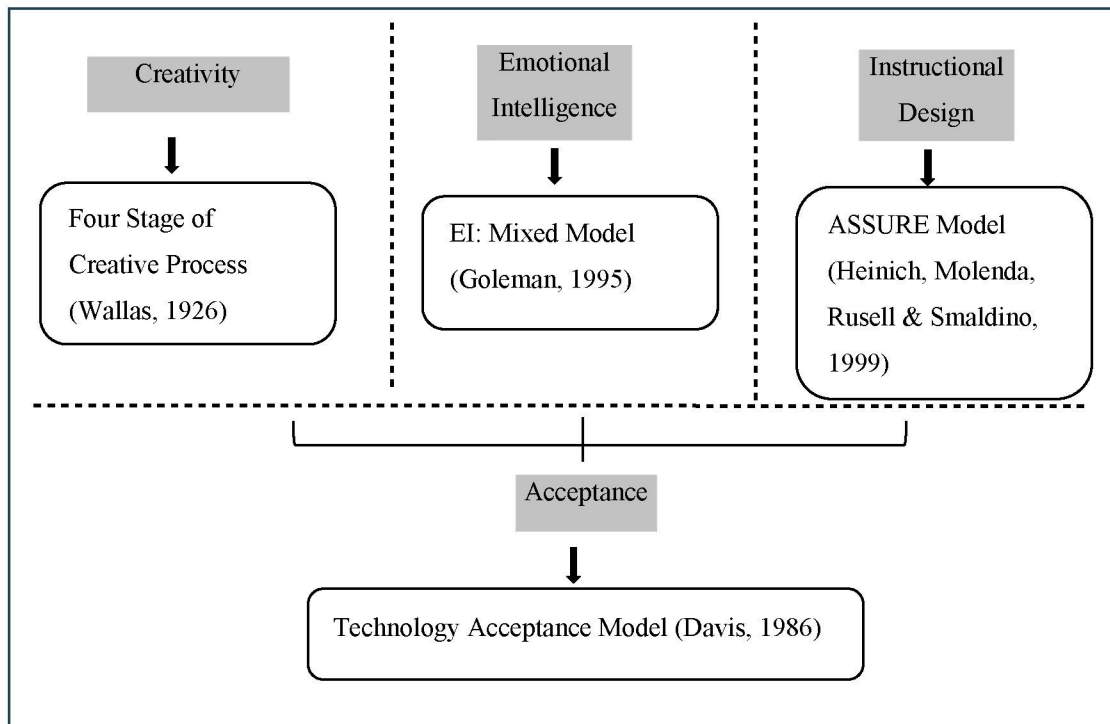 Creativity
Four Stage of
Creative Process
(Wallas, 1926)
Emotional
Intelligence
EI: Mixed Model
(Goleman, 1995)
Instructional
Design
ASSURE Model
(Heinich, Molenda,
Rusell & Smaldino,
1999)
Acceptance
Technology Acceptance Model (Davis, 1986)